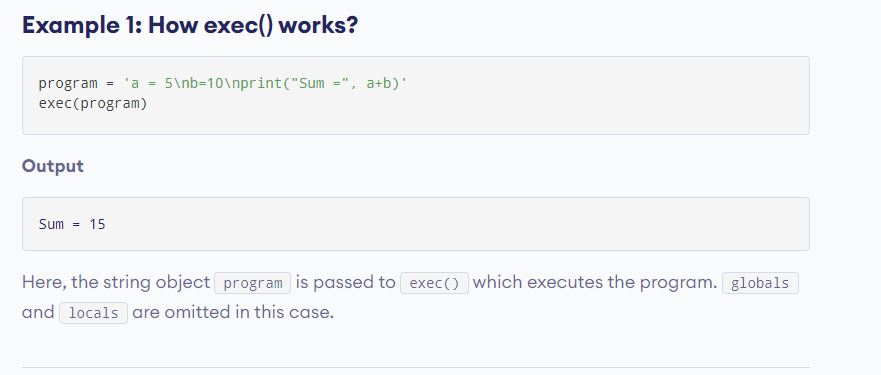 Example 1: How exec() works?
program = 'a = 5\nb=10\nprint("Sum =", a+b)'
exec(program)
Output
Sum = 15
Here, the string object program is passed to exec() which executes the program. globals
and locals are omitted in this case.